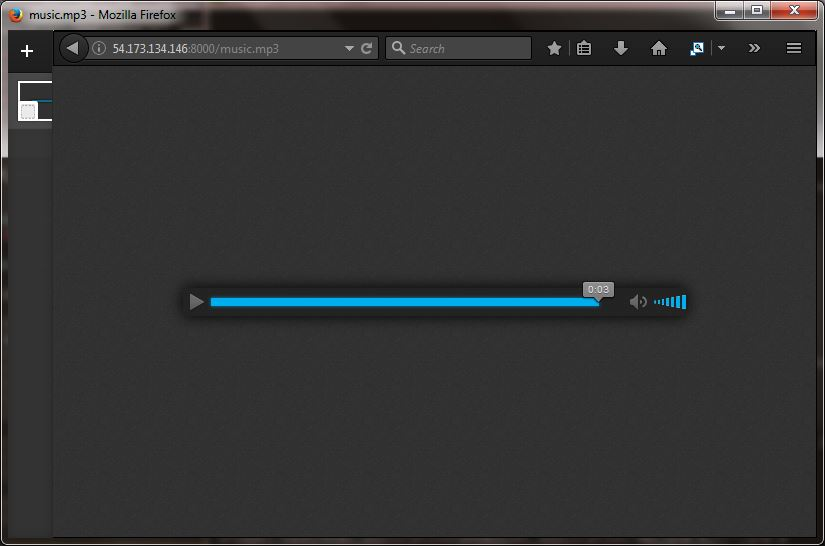 music.mp3 - Mozilla Firefox
54.173.134.146:8000/music.mp3
Search
0:03